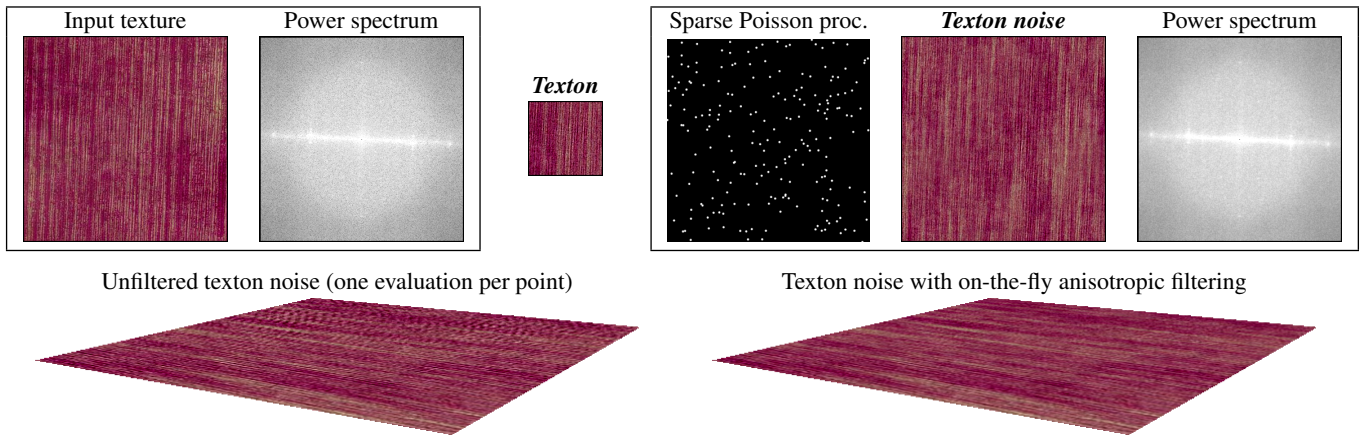 Input texture
Power spectrum
Texton
Sparse Poisson proc.
Texton noise
Power spectrum
Unfiltered texton noise (one evaluation per point)
Texton noise with on-the-fly anisotropic filtering